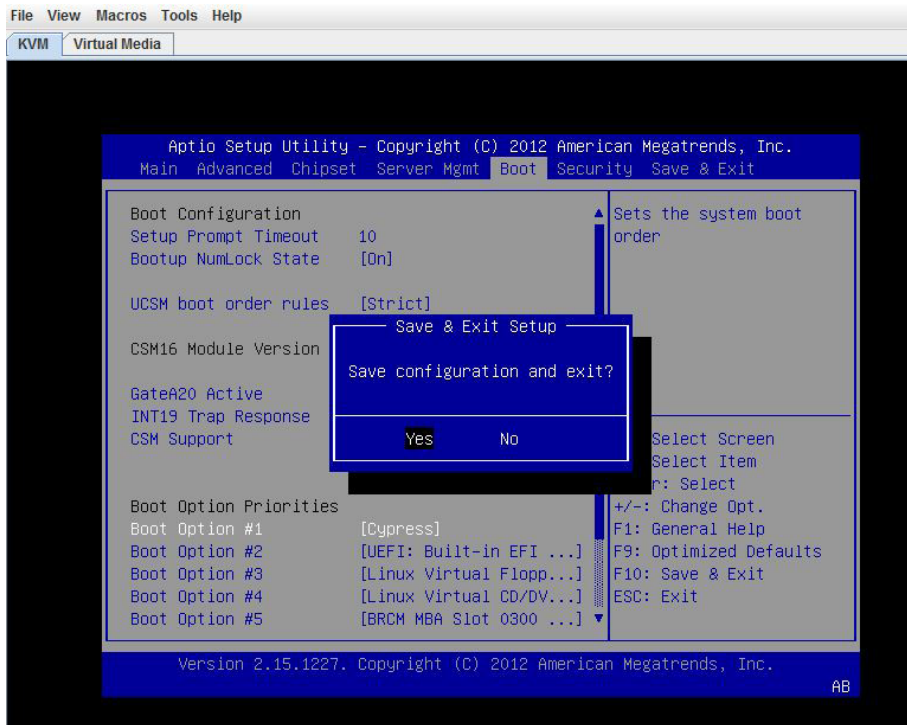 File View Macros Tools Help
KVM Virtual Media
Aptio Setup Utility – Copyright (C) 2012 American Megatrends, Inc.
Main Advanced Chipset Server Mgmt Boot Security Save & Exit
Boot Configuration
Setup Prompt Timeout 10
Bootup NumLock State [On]
UCSM boot order rules [Strict]
CSM16 Module Version
GateA20 Active
INT19 Trap Response
CSM Support
Boot Option Priorities
Boot Option #1 [Cypress]
Boot Option #2 [UEFI: Built-in EFI ...]
Boot Option #3 [Linux Virtual Flopp...]
Boot Option #4 [Linux Virtual CD/DV...]
Boot Option #5 [BRCM MBA Slot 0300 ...]
Save & Exit Setup
Save configuration and exit?
Yes No
Sets the system boot
order
Select Screen
Select Item
r: Select
+/-: Change Opt.
F1: General Help
F9: Optimized Defaults
F10: Save & Exit
ESC: Exit
Version 2.15.1227. Copyright (C) 2012 American Megatrends, Inc.
AB